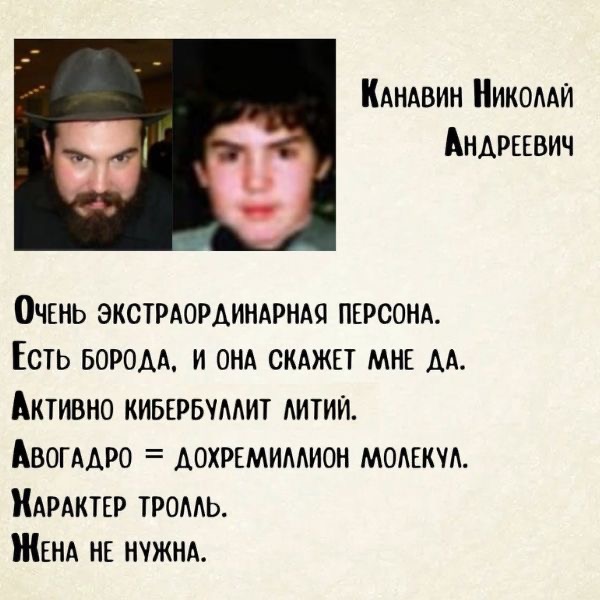 Канавин Николай
Андреевич
Очень экстраординарная персона.
Есть борода, и она скажет мне да.
Активно кибербуллит литий.
Авогадро = дохремиллион молекул.
Характер тролль.
Жена не нужна.